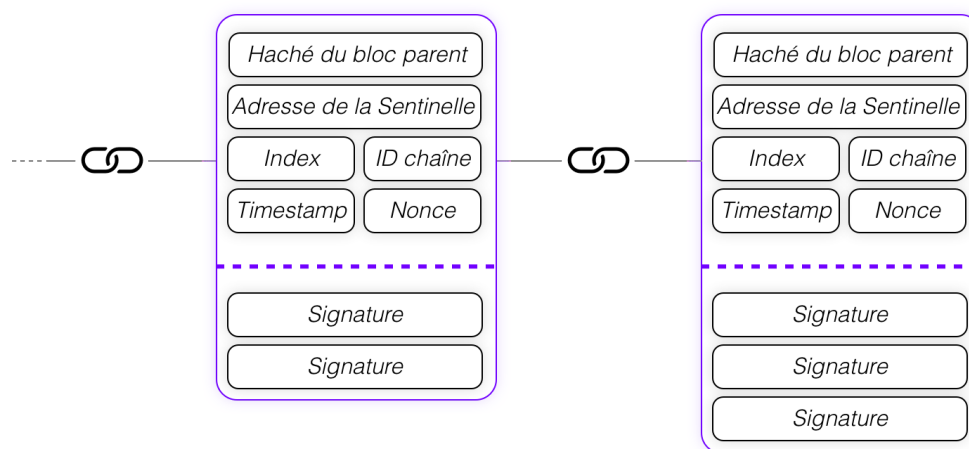 Haché du bloc parent
Adresse de la Sentinelle
Index
ID chaîne
Timestamp
Nonce
Signature
Signature
Haché du bloc parent
Adresse de la Sentinelle
Index
ID chaîne
Timestamp
Nonce
Signature
Signature
Signature